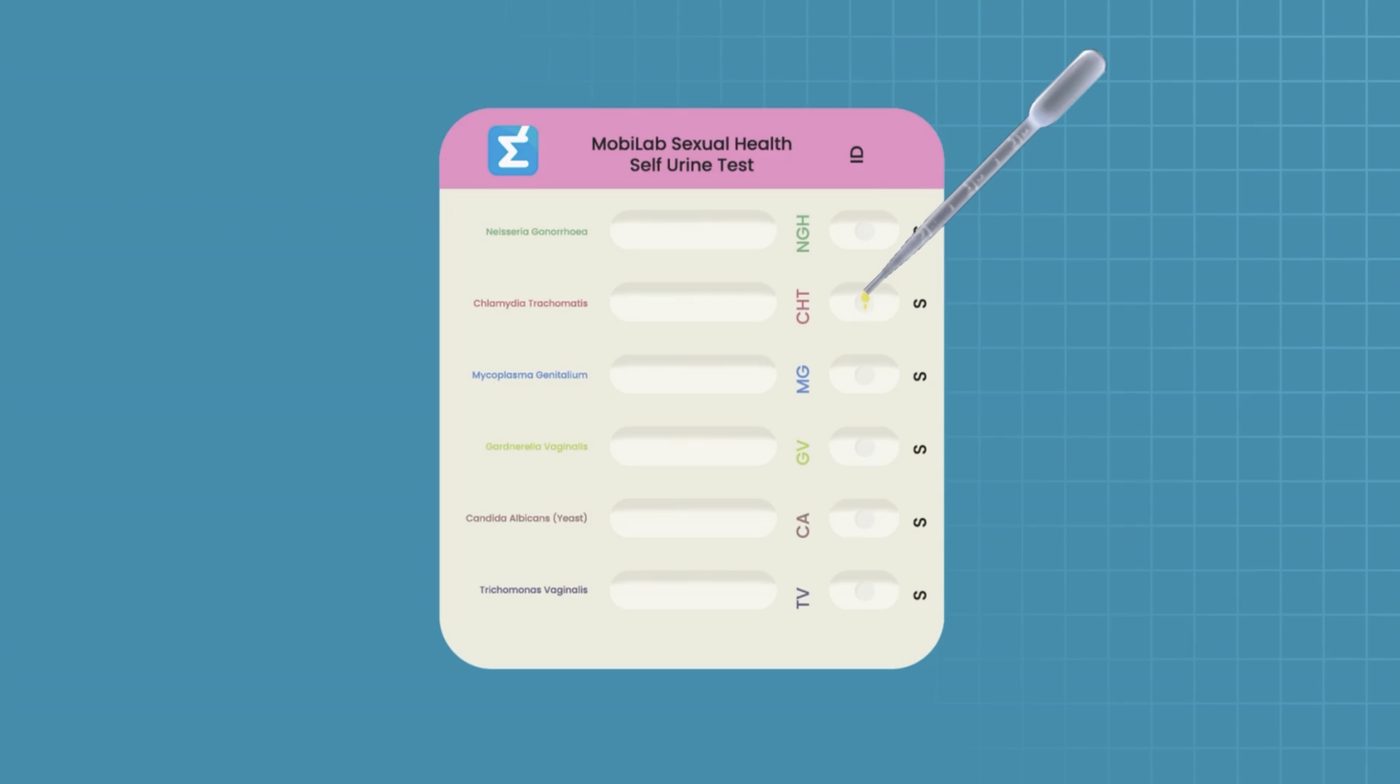 MobiLab Sexual Health
Self Urine Test
ID
Neisseria Gonorrhoea
NGH
Chlamydia Trachomatis
CHT
S
Mycoplasma Genitalium
MG
S
Gardnerella Vaginalis
GV
S
Candida Albicans (Yeast)
CA
S
Trichomonas Vaginalis
TV
S